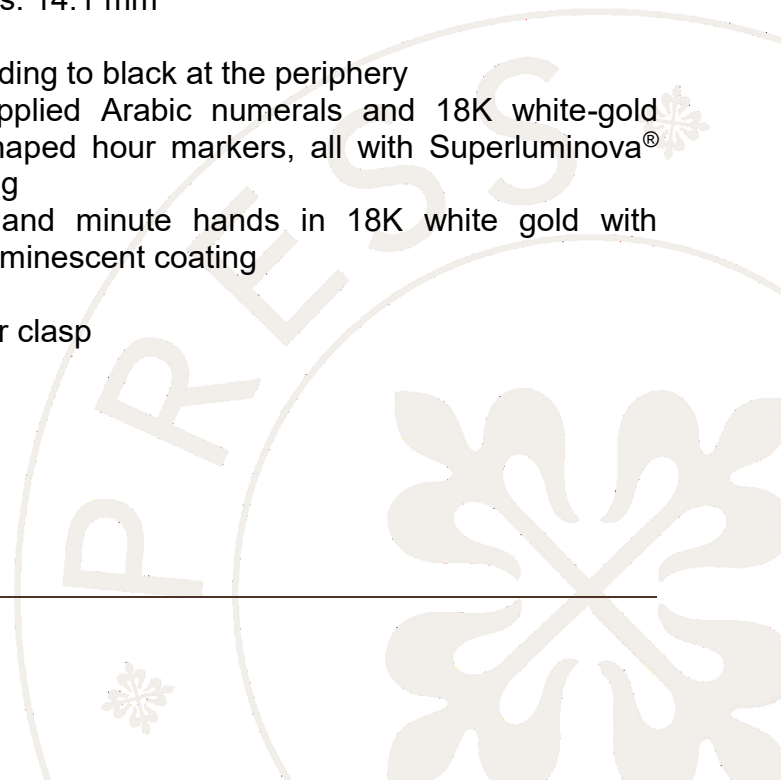 s: 14.1 mm
ding to black at the periphery
pplied Arabic numerals and 18K white-gold
haped hour markers, all with Superluminova®
g
and minute hands in 18K white gold with
minescent coating
r clasp
PRESS